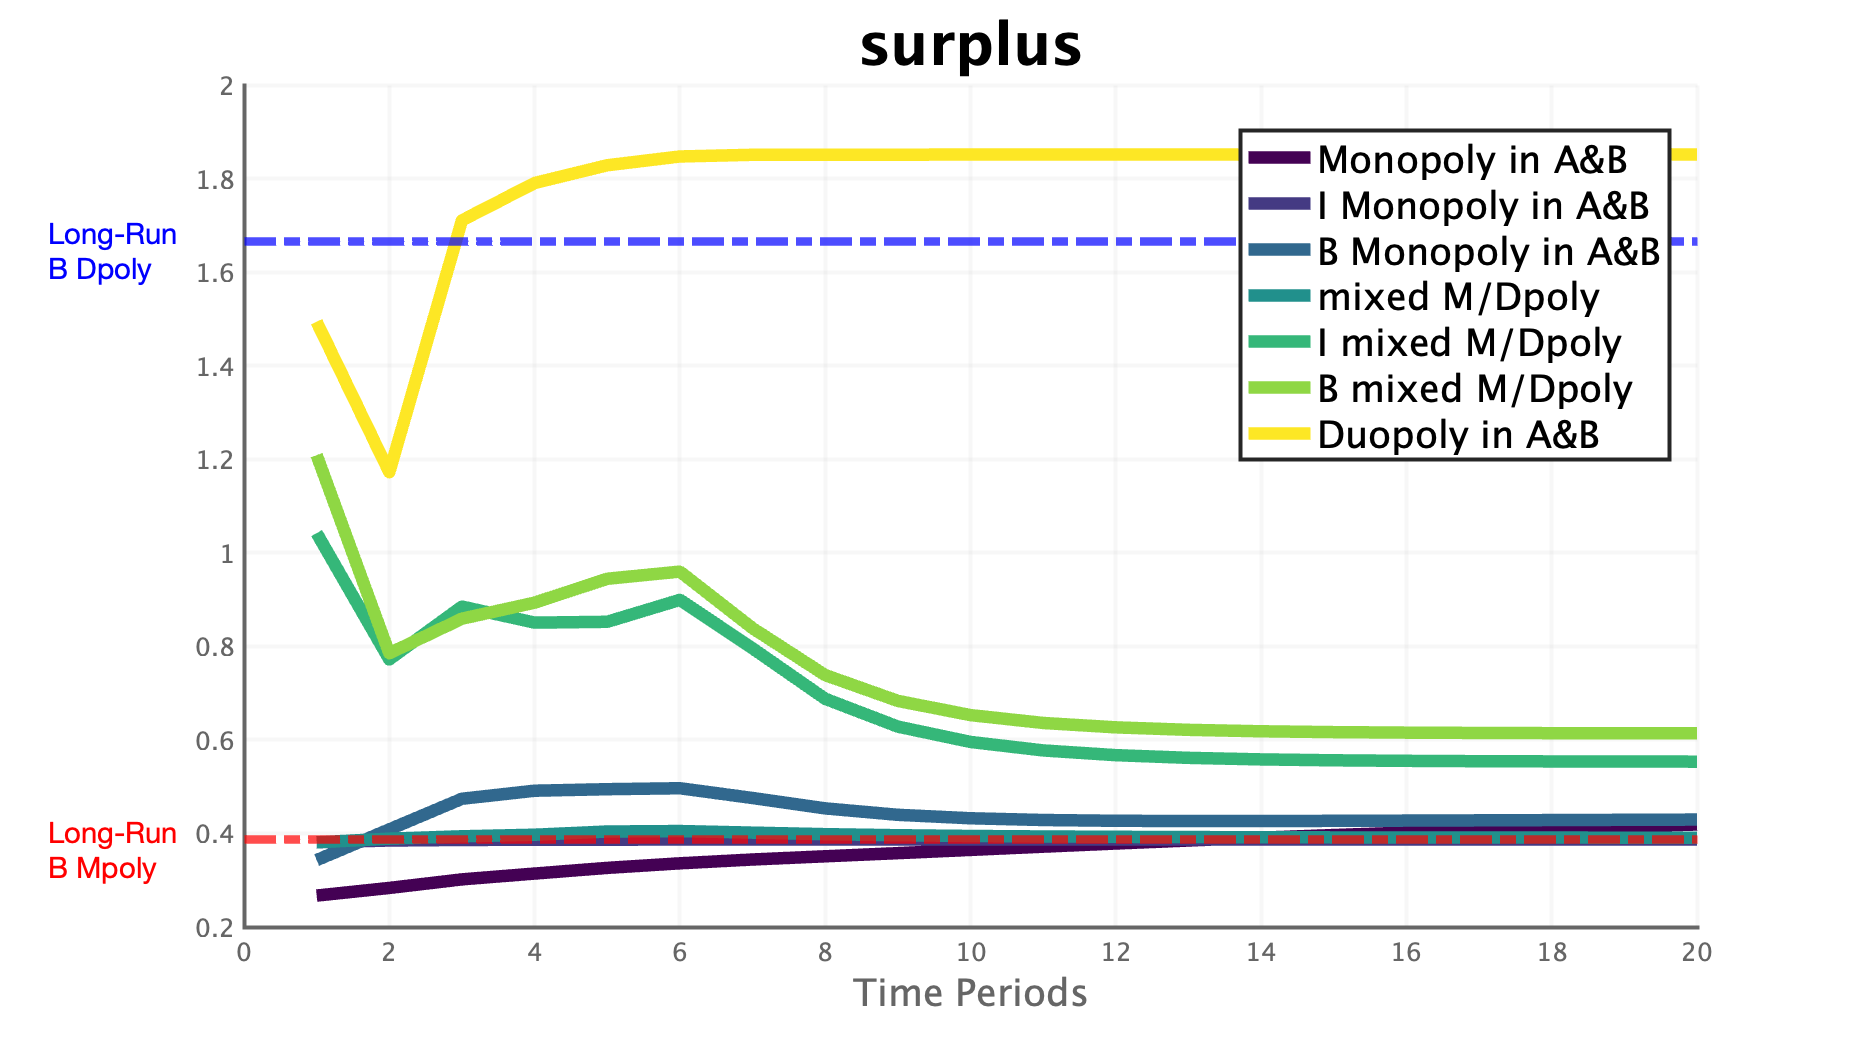 surplus
2
1.8
1.6
1.4
1.2
1
0.8
0.6
0.4
0.2
Long-Run
B Dpoly
Long-Run
B Mpoly
Monopoly in A&B
I Monopoly in A&B
B Monopoly in A&B
mixed M/Dpoly
I mixed M/Dpoly
B mixed M/Dpoly
Duopoly in A&B
0 2 4 6 8 10 12 14 16 18 20
Time Periods